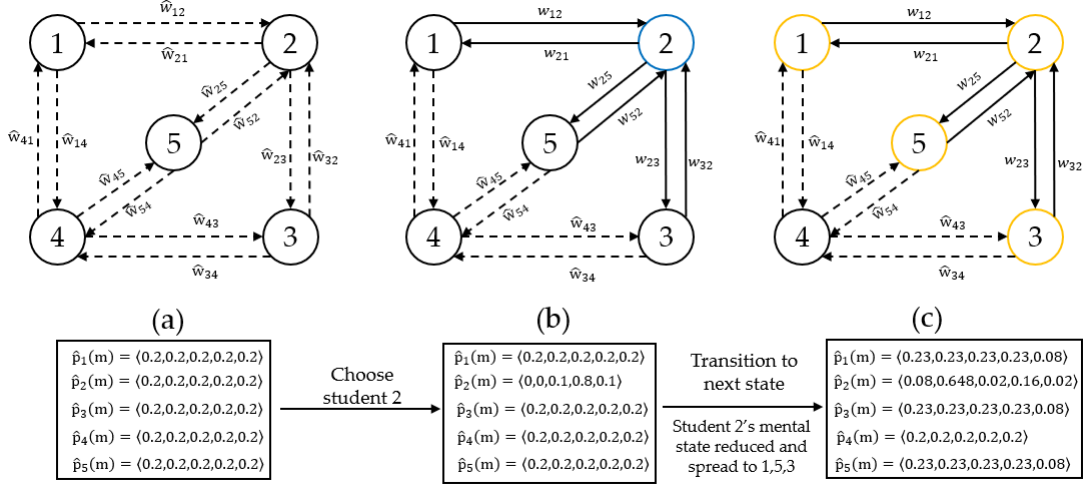 ŵ₁₂
1
2
ŵ₂₁
ŵ₂₅
ŵ₅₂
5
ŵ₄₁
ŵ₁₄
ŵ₂₃
ŵ₃₂
ŵ₄₅
ŵ₅₄
4
ŵ₄₃
3
ŵ₃₄
w₁₂
1
2
w₂₁
w₂₅
w₅₂
5
ŵ₄₁
ŵ₁₄
w₂₃
w₃₂
ŵ₄₅
ŵ₅₄
4
ŵ₄₃
3
ŵ₃₄
w₁₂
1
2
w₂₁
w₂₅
w₅₂
5
ŵ₄₁
ŵ₁₄
w₂₃
w₃₂
ŵ₄₅
ŵ₅₄
4
ŵ₄₃
3
ŵ₃₄
(a)
(b)
(c)
p̂₁(m) = ⟨0.2,0.2,0.2,0.2,0.2⟩
p̂₂(m) = ⟨0.2,0.2,0.2,0.2,0.2⟩
p̂₃(m) = ⟨0.2,0.2,0.2,0.2,0.2⟩
p̂₄(m) = ⟨0.2,0.2,0.2,0.2,0.2⟩
p̂₅(m) = ⟨0.2,0.2,0.2,0.2,0.2⟩
Choose
student 2
p̂₁(m) = ⟨0.2,0.2,0.2,0.2,0.2⟩
p̂₂(m) = ⟨0,0,0.1,0.8,0.1⟩
p̂₃(m) = ⟨0.2,0.2,0.2,0.2,0.2⟩
p̂₄(m) = ⟨0.2,0.2,0.2,0.2,0.2⟩
p̂₅(m) = ⟨0.2,0.2,0.2,0.2,0.2⟩
Transition to
next state
Student 2's mental
state reduced and
spread to 1,5,3
p̂₁(m) = ⟨0.23,0.23,0.23,0.23,0.08⟩
p̂₂(m) = ⟨0.08,0.648,0.02,0.16,0.02⟩
p̂₃(m) = ⟨0.23,0.23,0.23,0.23,0.08⟩
p̂₄(m) = ⟨0.2,0.2,0.2,0.2,0.2⟩
p̂₅(m) = ⟨0.23,0.23,0.23,0.23,0.08⟩